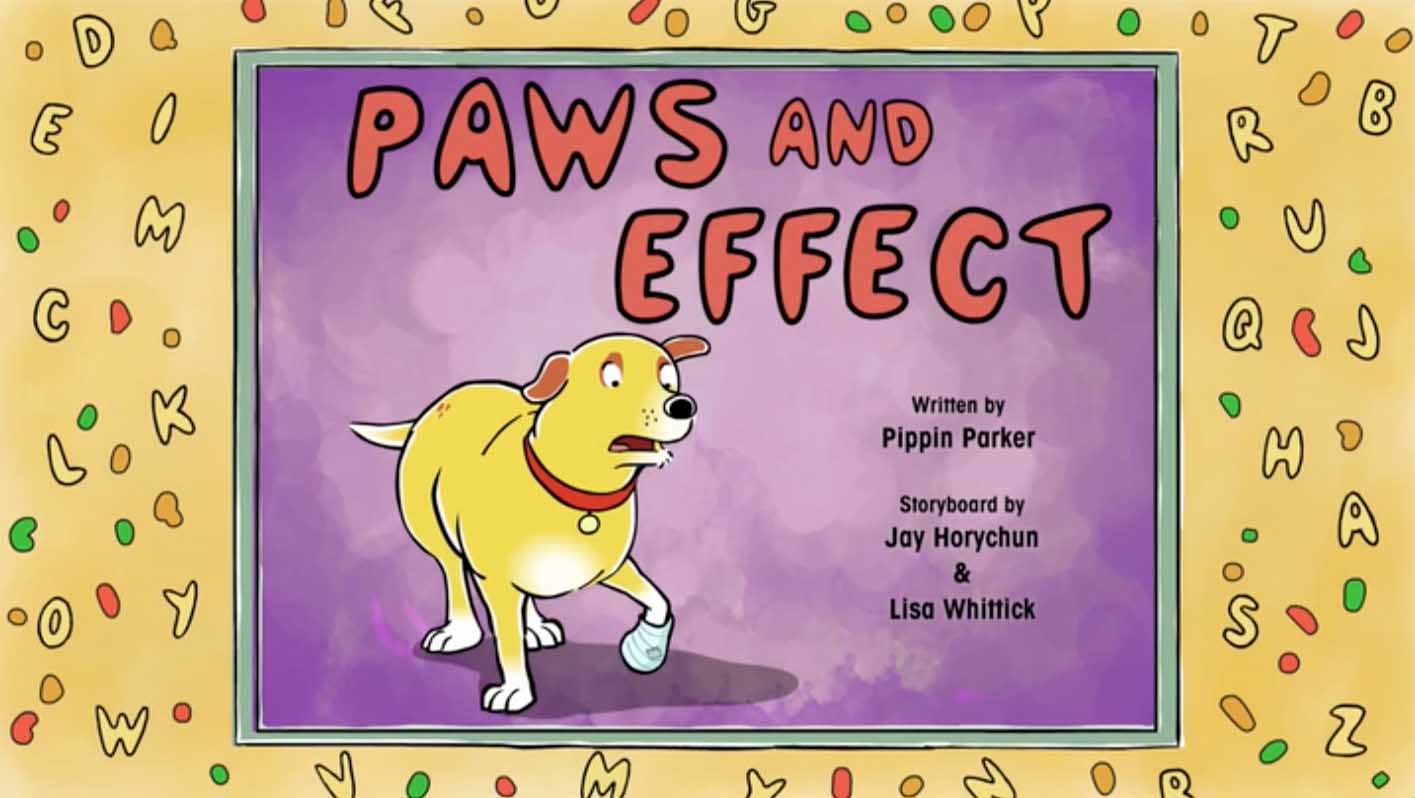 PAWS AND
EFFECT
Written by
Pippin Parker
Storyboard by
Jay Horychun
&
Lisa Whittick
D
F
G
P
T
E
I
R
B
M
U
C
Q
J
K
L
H
A
O
Y
S
W
Z
V
M
Y
N